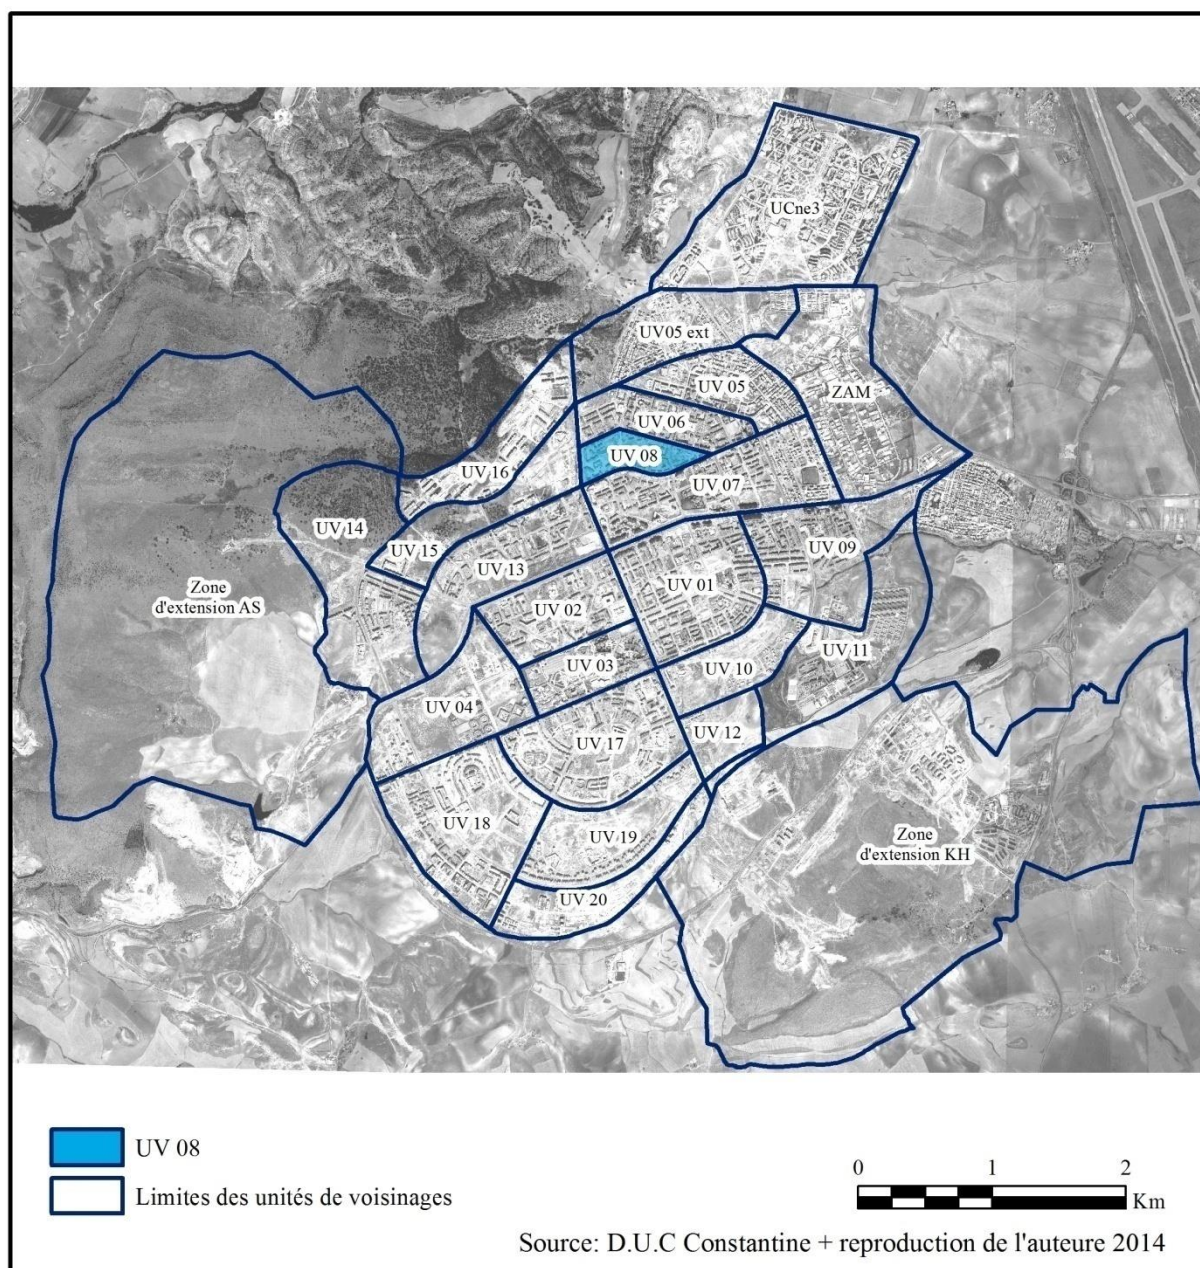 UCne3
UV05 ext
UV 05
ZAM
UV 06
UV 08
UV 16
UV 07
UV 14
UV 15
UV 13
UV 09
Zone
d'extension AS
UV 02
UV 01
UV 03
UV 10
UV 11
UV 04
UV 12
UV 17
UV 18
UV 19
Zone
d'extension KH
UV 20
UV 08
Limites des unités de voisinages
0 1 2
Km
Source: D.U.C Constantine + reproduction de l'auteure 2014